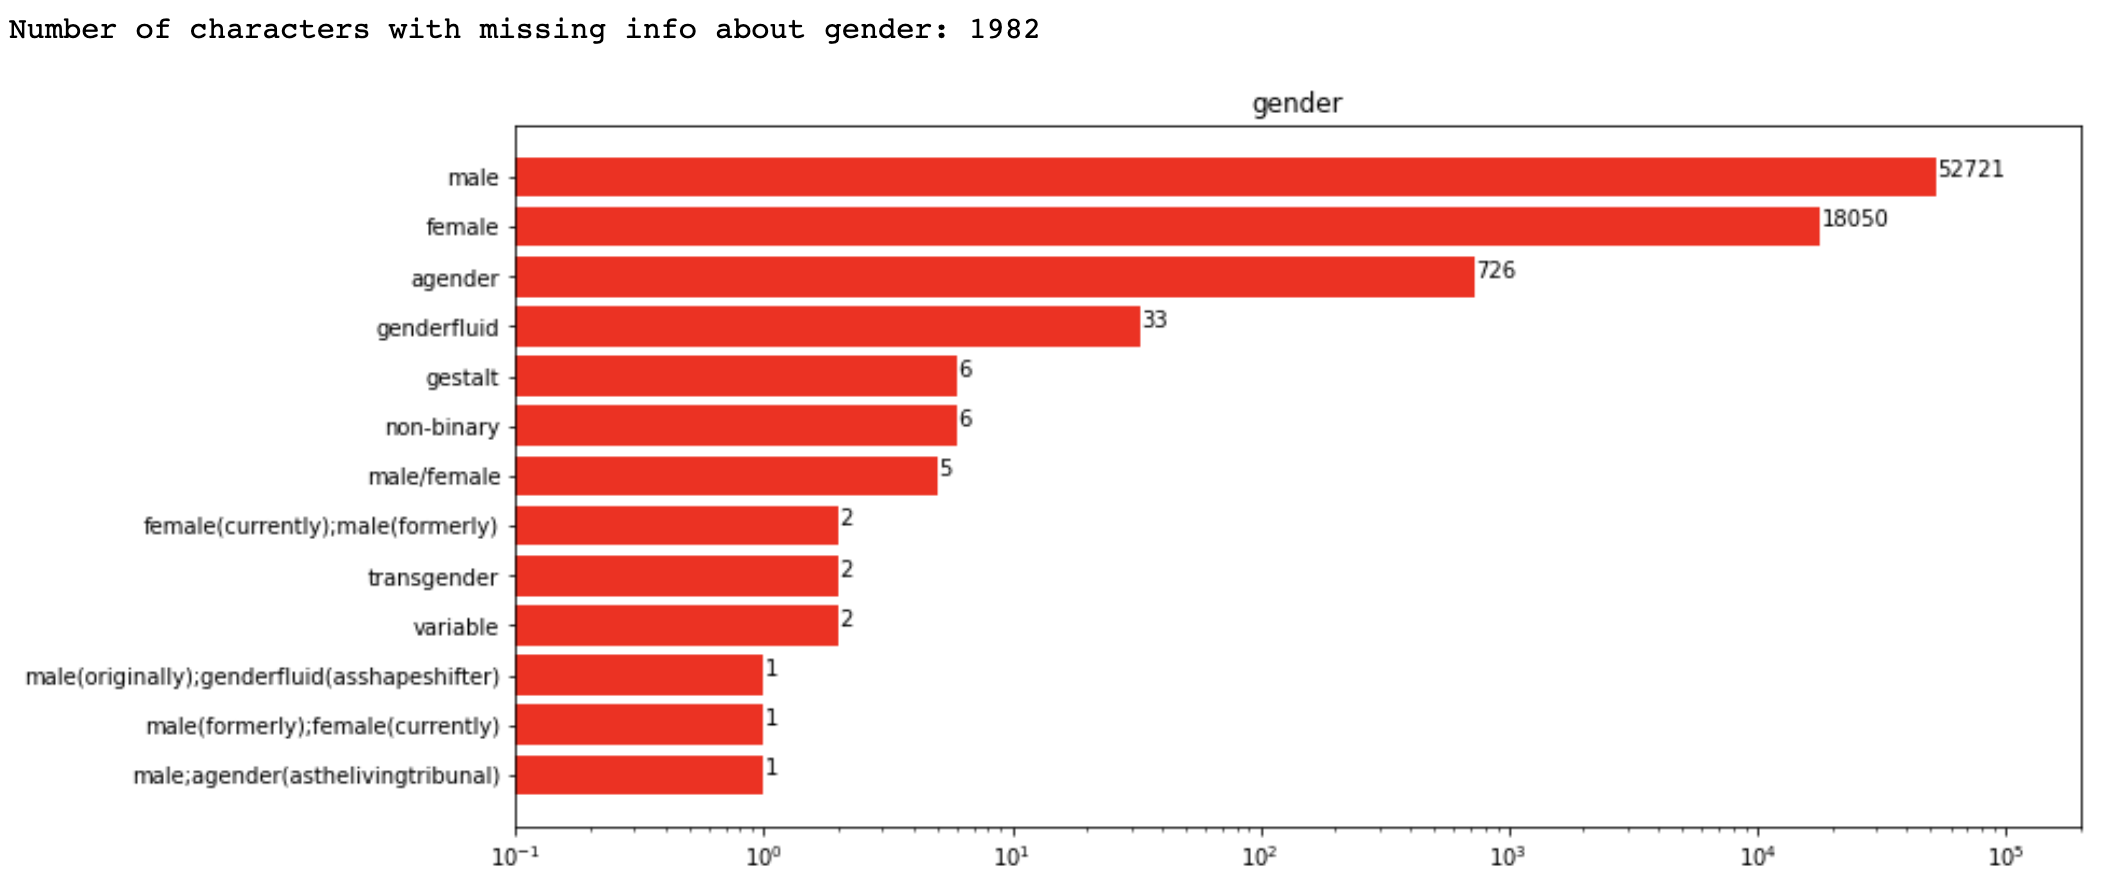 Number of characters with missing info about gender: 1982
gender
male 52721
female 18050
agender 726
genderfluid 33
gestalt 6
non-binary 6
male/female 5
female(currently);male(formerly) 2
transgender 2
variable 2
male(originally);genderfluid(asshapeshifter) 1
male(formerly);female(currently) 1
male;agender(asthelivingtribunal) 1
10⁻¹ 10⁰ 10¹ 10² 10³ 10⁴ 10⁵